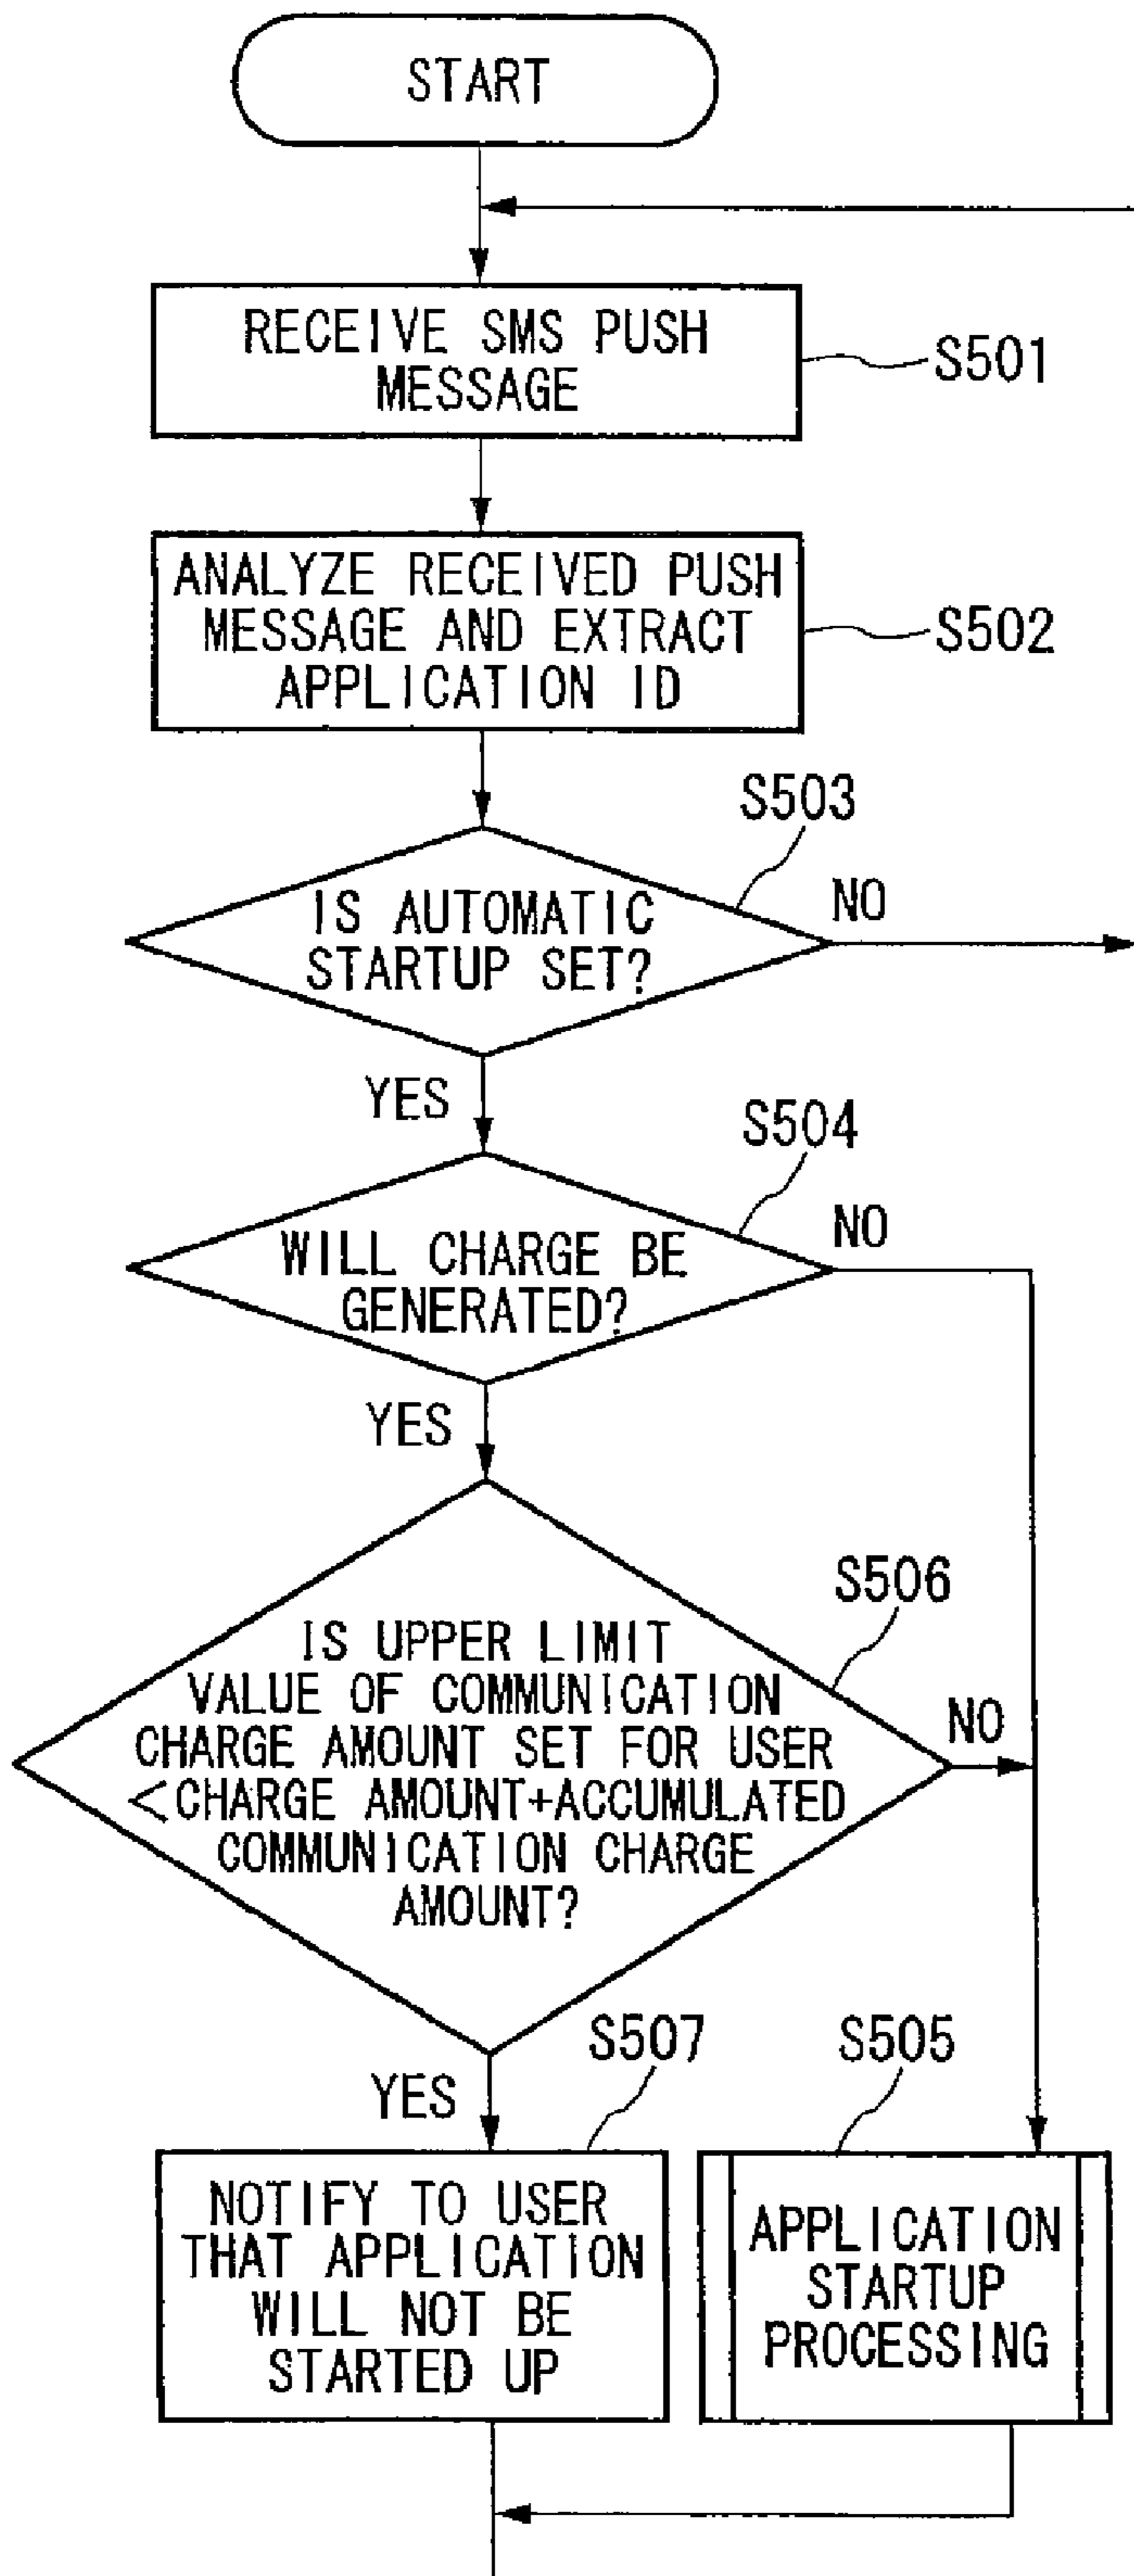 START
RECEIVE SMS PUSH
MESSAGE
S501
ANALYZE RECEIVED PUSH
MESSAGE AND EXTRACT
APPLICATION ID
S502
S503
IS AUTOMATIC
STARTUP SET?
NO
YES
S504
WILL CHARGE BE
GENERATED?
NO
YES
S506
IS UPPER LIMIT
VALUE OF COMMUNICATION
CHARGE AMOUNT SET FOR USER
<CHARGE AMOUNT+ACCUMULATED
COMMUNICATION CHARGE
AMOUNT?
NO
YES
S507
NOTIFY TO USER
THAT APPLICATION
WILL NOT BE
STARTED UP
S505
APPLICATION
STARTUP
PROCESSING